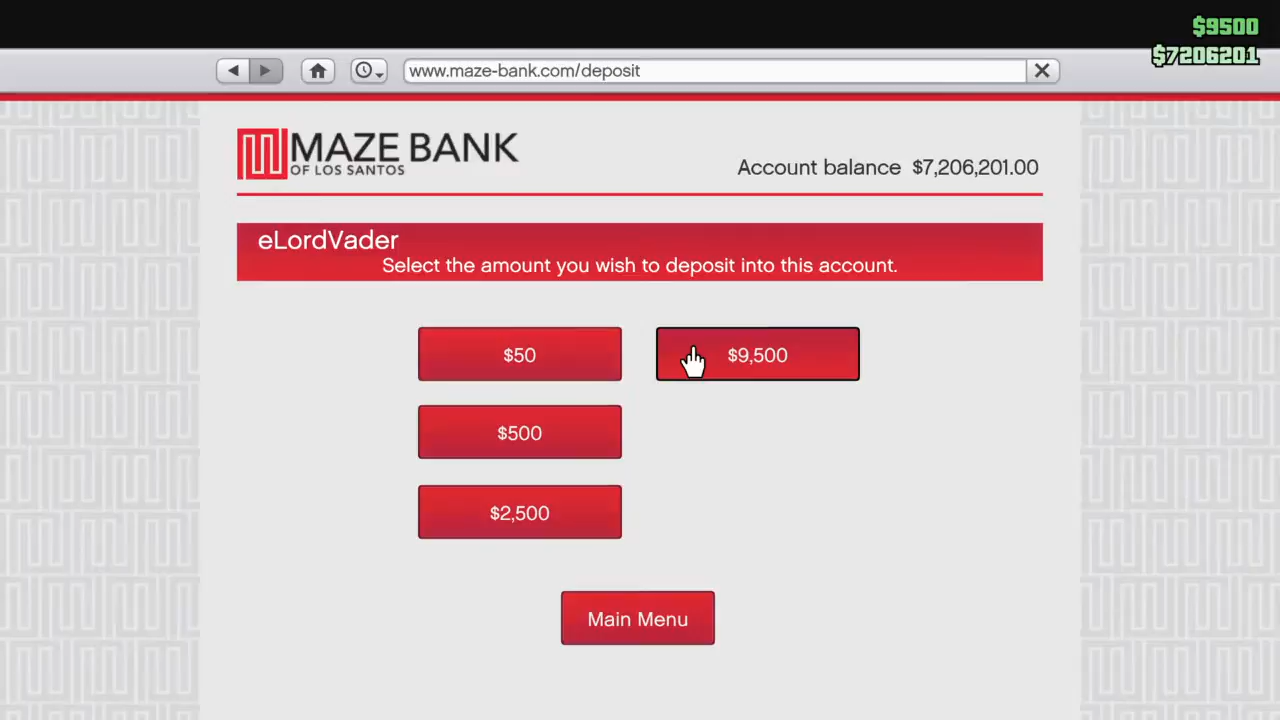 $9500
$7206201
www.maze-bank.com/deposit
MAZE BANK
OF LOS SANTOS
Account balance $7,206,201.00
eLordVader
Select the amount you wish to deposit into this account.
$50
$9,500
$500
$2,500
Main Menu